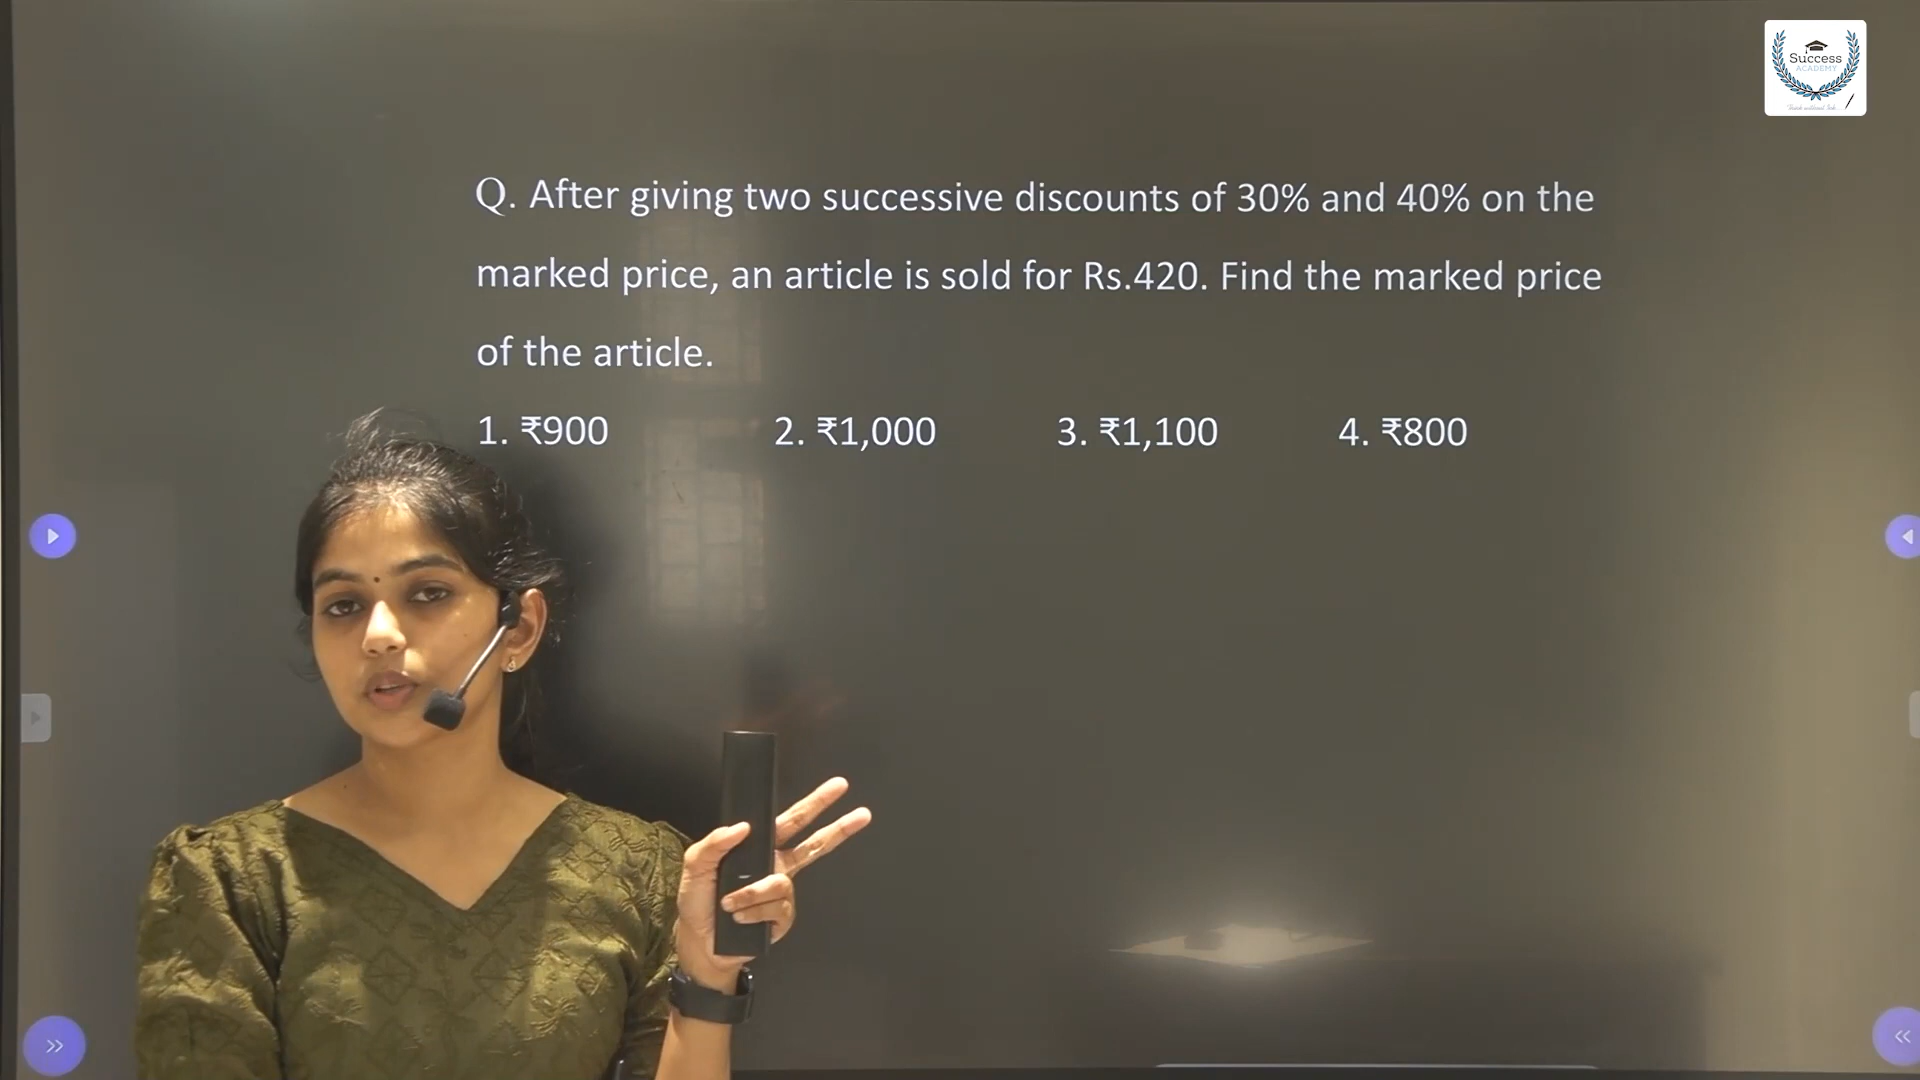 Success
ACADEMY
Q. After giving two successive discounts of 30% and 40% on the
marked price, an article is sold for Rs.420. Find the marked price
of the article.
1. ₹900 2. ₹1,000 3. ₹1,100 4. ₹800